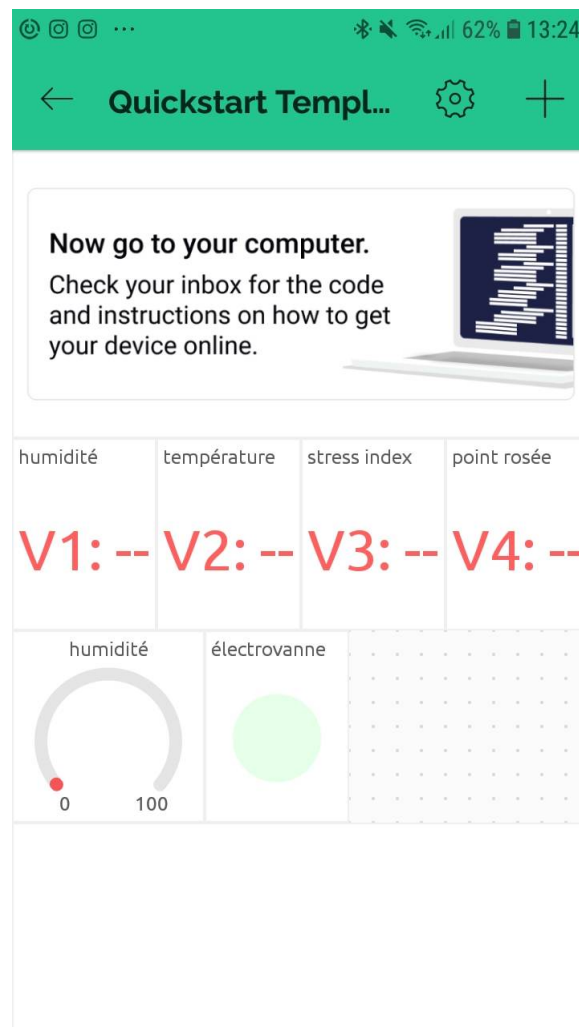 62% 13:24
Quickstart Templ...
Now go to your computer.
Check your inbox for the code
and instructions on how to get
your device online.
humidité température stress index point rosée
V1: -- V2: -- V3: -- V4: --
humidité électrovanne
0 100